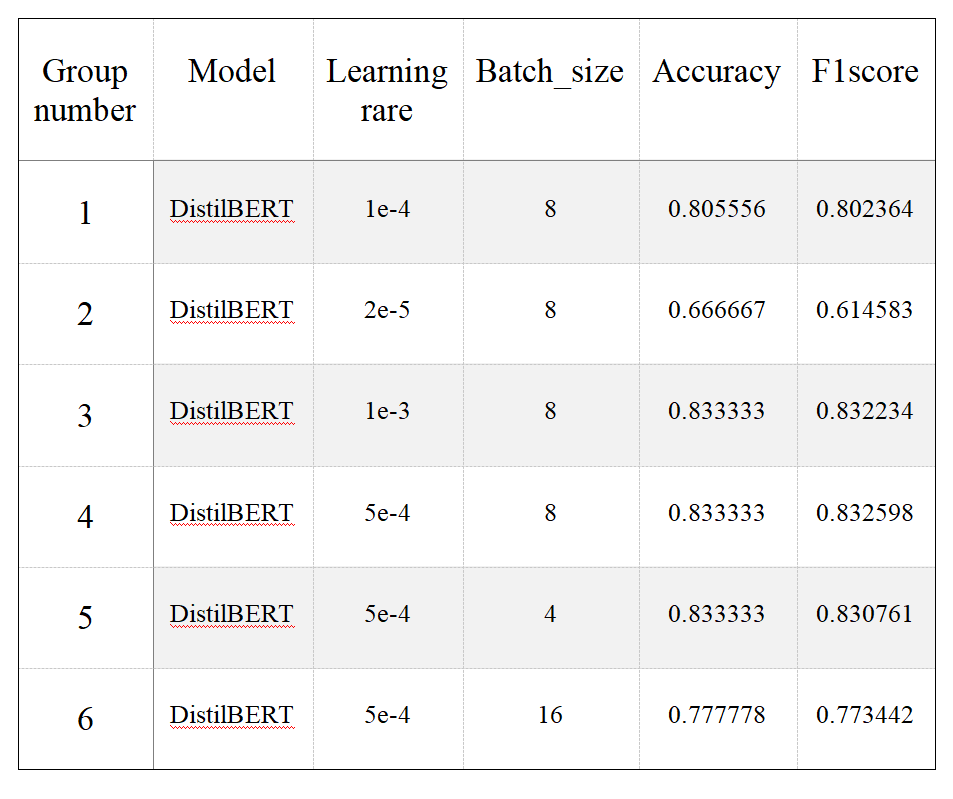 Group number Model Learning rare Batch_size Accuracy F1score
1 DistilBERT 1e-4 8 0.805556 0.802364
2 DistilBERT 2e-5 8 0.666667 0.614583
3 DistilBERT 1e-3 8 0.833333 0.832234
4 DistilBERT 5e-4 8 0.833333 0.832598
5 DistilBERT 5e-4 4 0.833333 0.830761
6 DistilBERT 5e-4 16 0.777778 0.773442